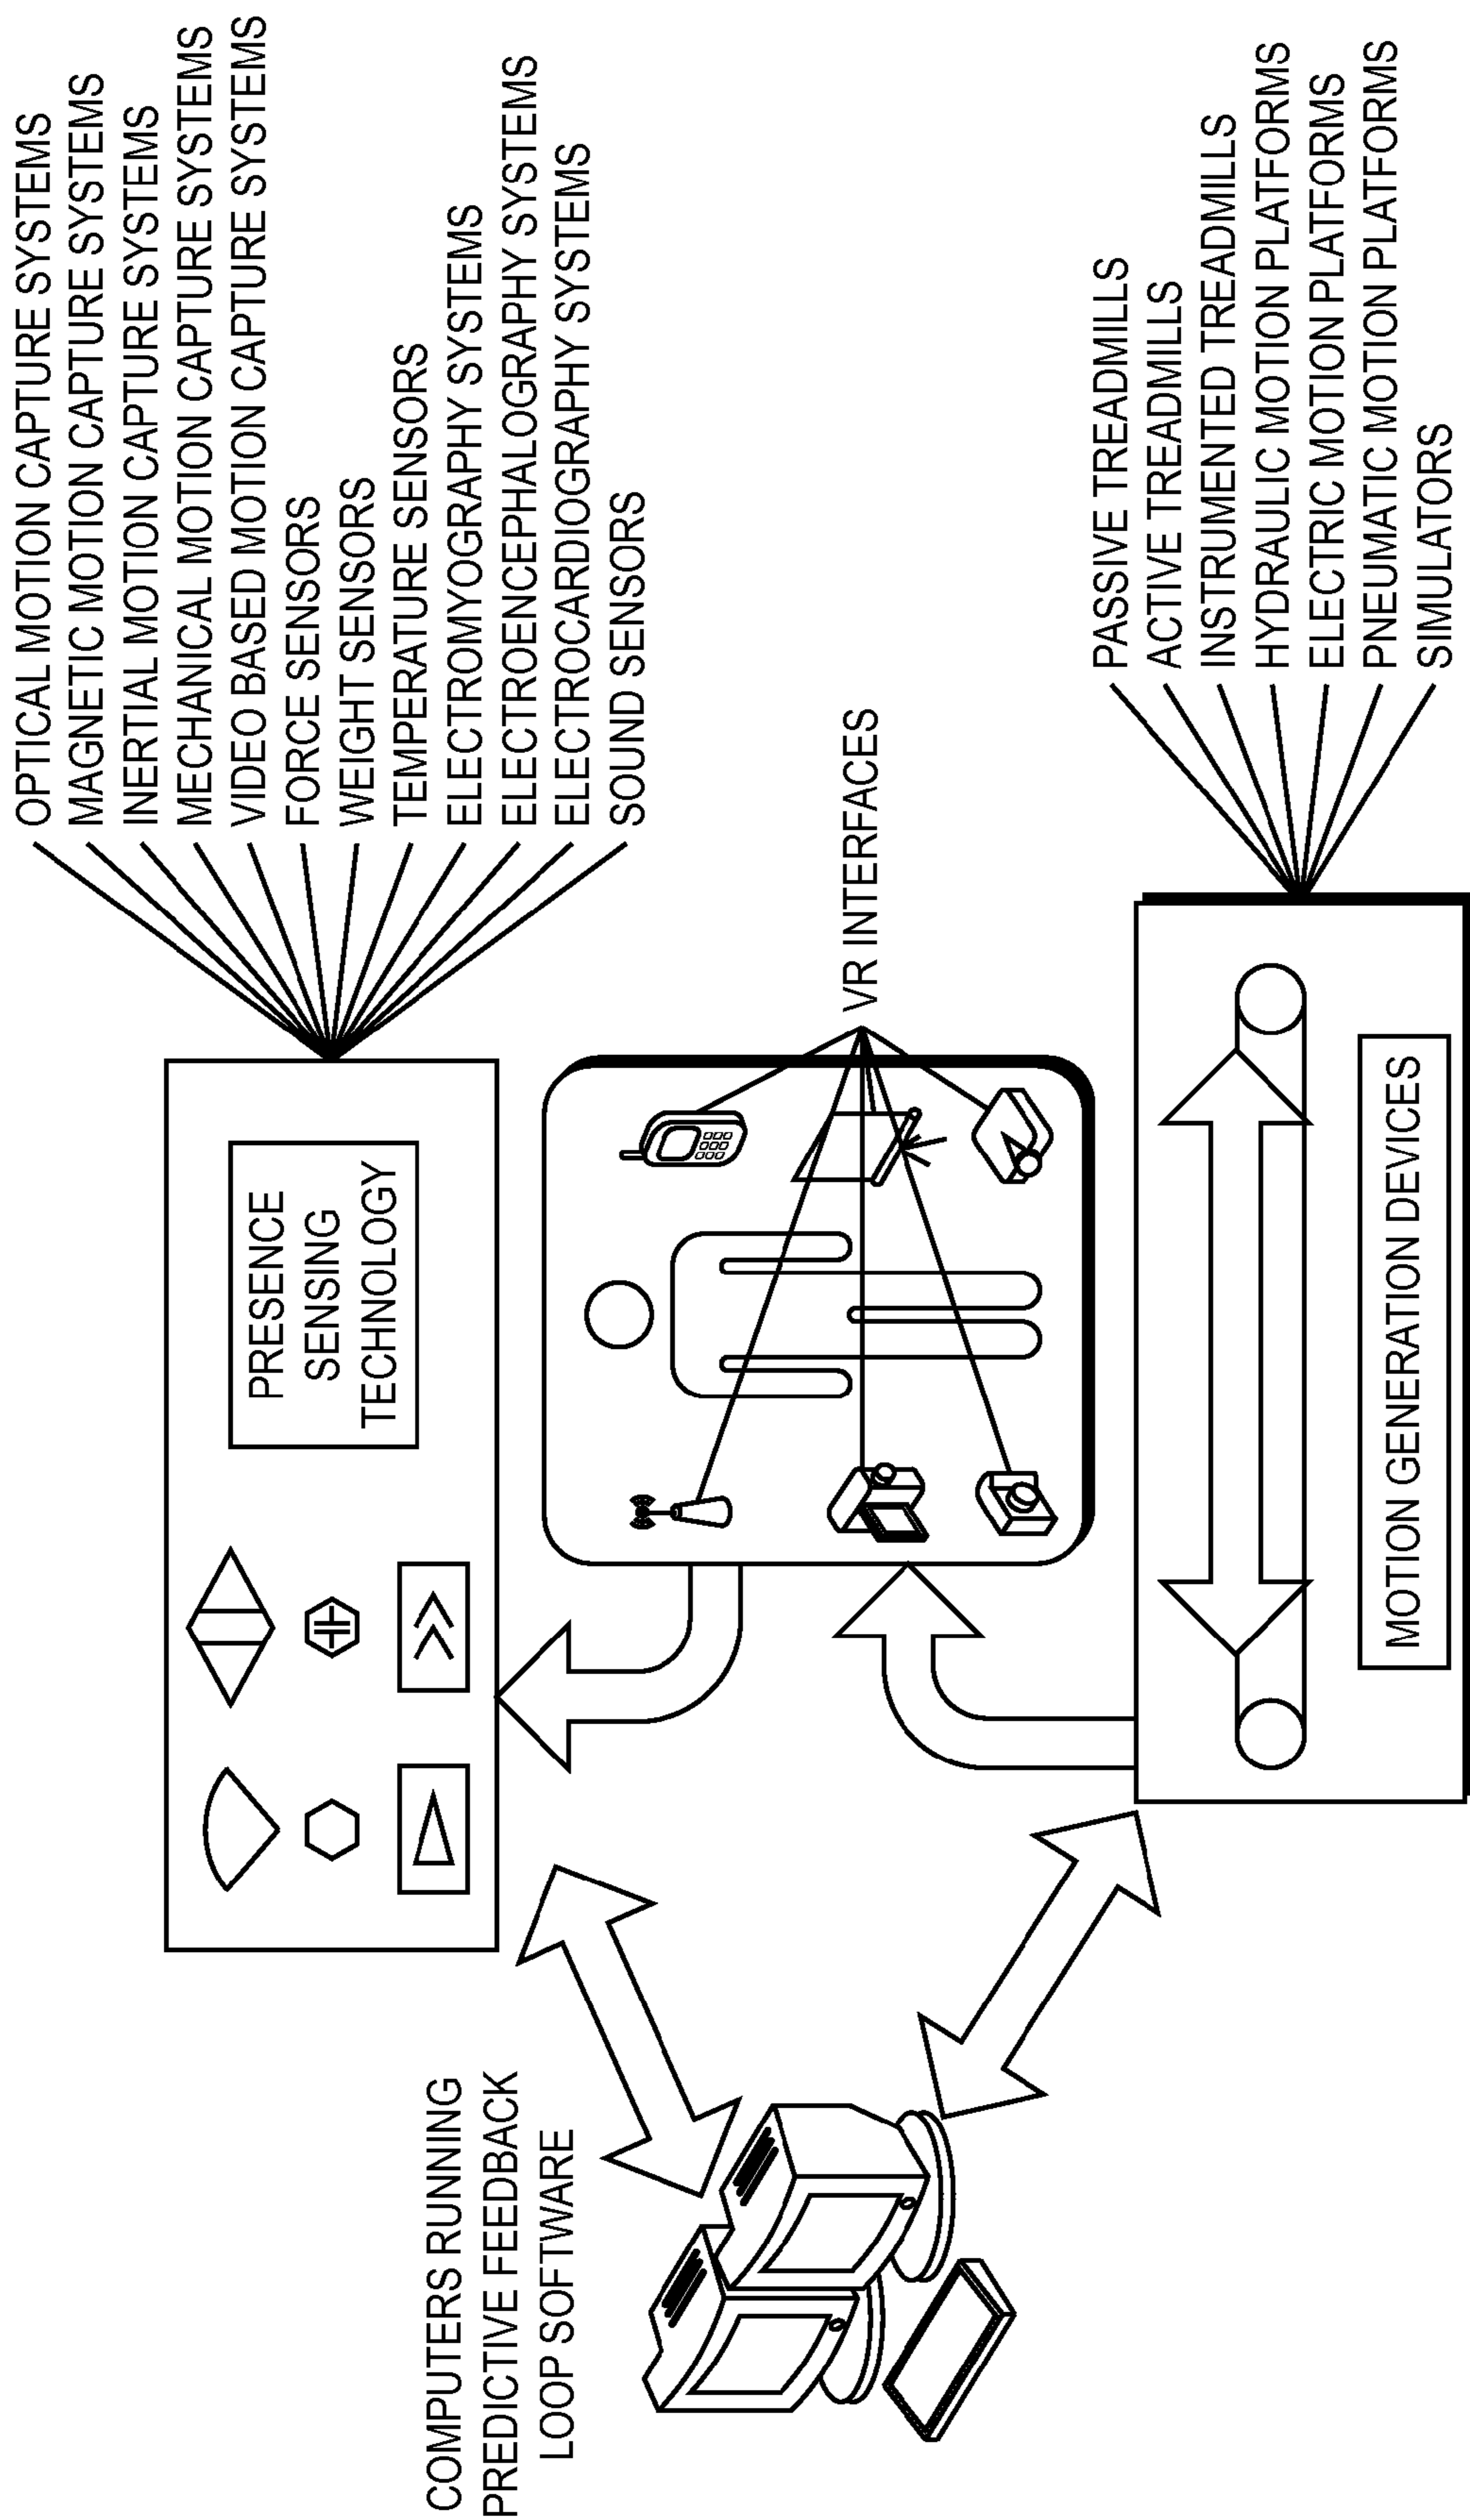 COMPUTERS RUNNING
PREDICTIVE FEEDBACK
LOOP SOFTWARE
PRESENCE
SENSING
TECHNOLOGY
OPTICAL MOTION CAPTURE SYSTEMS
MAGNETIC MOTION CAPTURE SYSTEMS
INERTIAL MOTION CAPTURE SYSTEMS
MECHANICAL MOTION CAPTURE SYSTEMS
VIDEO BASED MOTION CAPTURE SYSTEMS
FORCE SENSORS
WEIGHT SENSORS
TEMPERATURE SENSORS
ELECTROMYOGRAPHY SYSTEMS
ELECTROENCEPHALOGRAPHY SYSTEMS
ELECTROCARDIOGRAPHY SYSTEMS
SOUND SENSORS
VR INTERFACES
MOTION GENERATION DEVICES
PASSIVE TREADMILLS
ACTIVE TREADMILLS
INSTRUMENTED TREADMILLS
HYDRAULIC MOTION PLATFORMS
ELECTRIC MOTION PLATFORMS
PNEUMATIC MOTION PLATFORMS
SIMULATORS